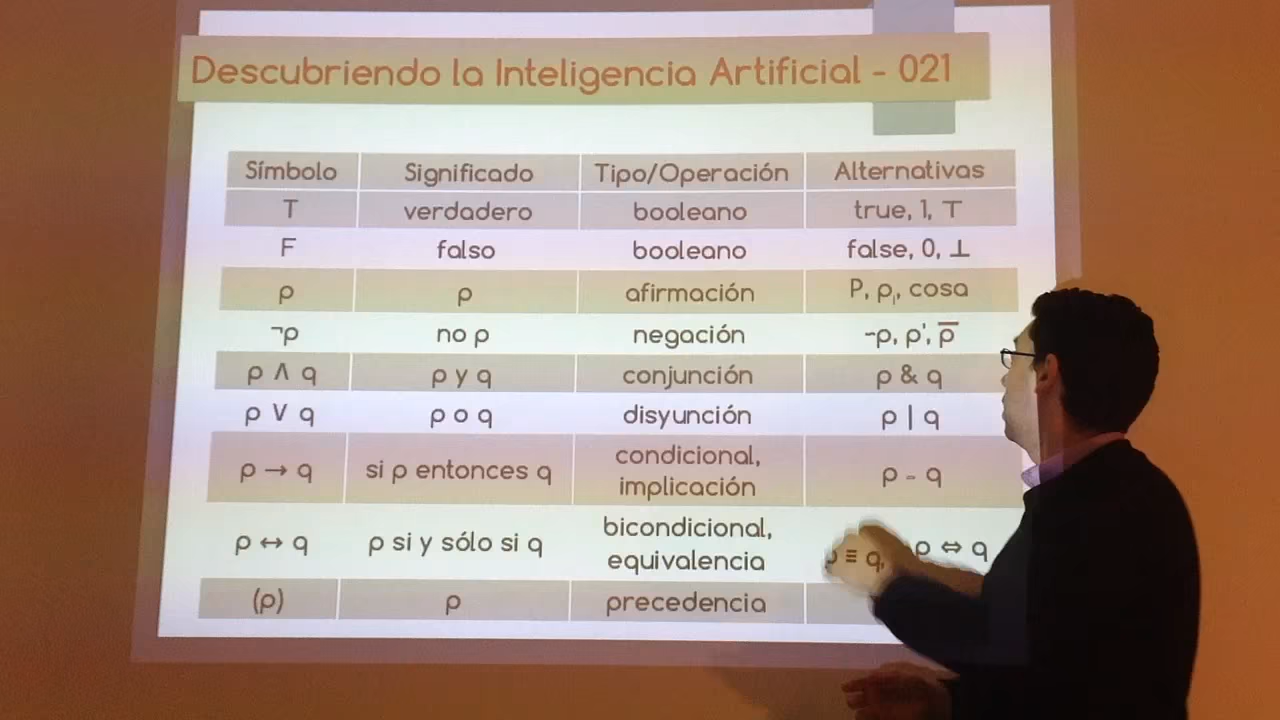 Descubriendo la Inteligencia Artificial - 021
Símbolo Significado Tipo/Operación Alternativas
T verdadero booleano true, 1, ⊤
F falso booleano false, 0, ⊥
p p afirmación P, pᵢ, cosa
¬p no p negación ~p, p', p̅
p ∧ q p y q conjunción p & q
p ∨ q p o q disyunción p | q
p → q si p entonces q condicional, implicación p - q
p ↔ q p si y sólo si q bicondicional, equivalencia p ≡ q, p ⇔ q
(p) p precedencia